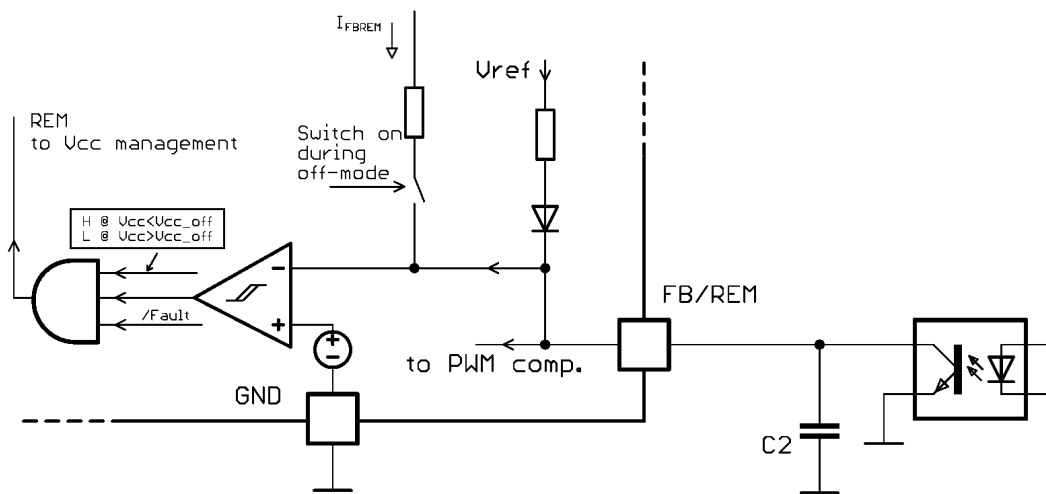 IFBREM
Vref
REM
to Vcc management
Switch on
during
off-mode
H @ Vcc<Vcc_off
L @ Vcc>Vcc_off
-
+
/Fault
+
-
FB/REM
to PWM comp.
GND
C2